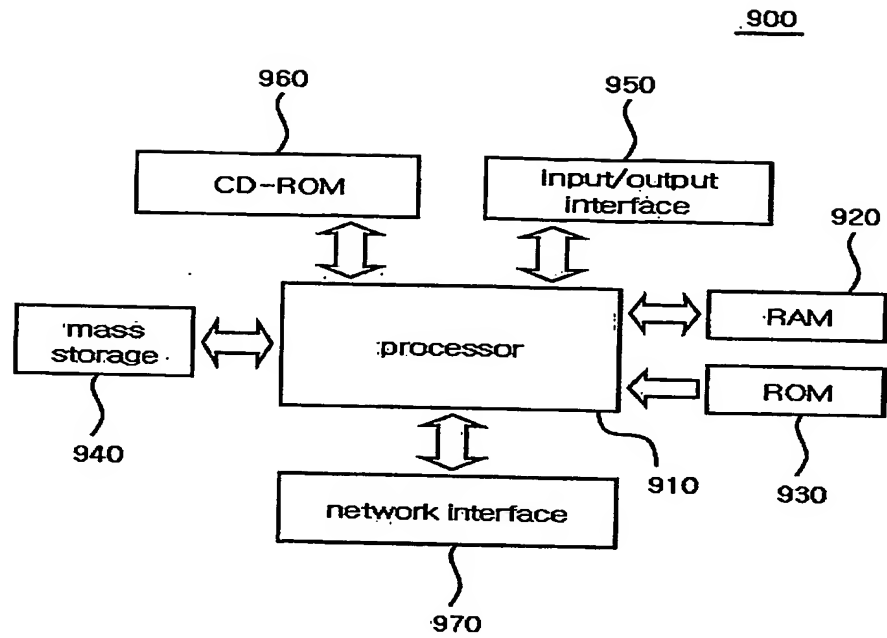 900
960
950
CD-ROM
input/output
interface
920
mass
storage
processor
RAM
ROM
940
910
930
network interface
970